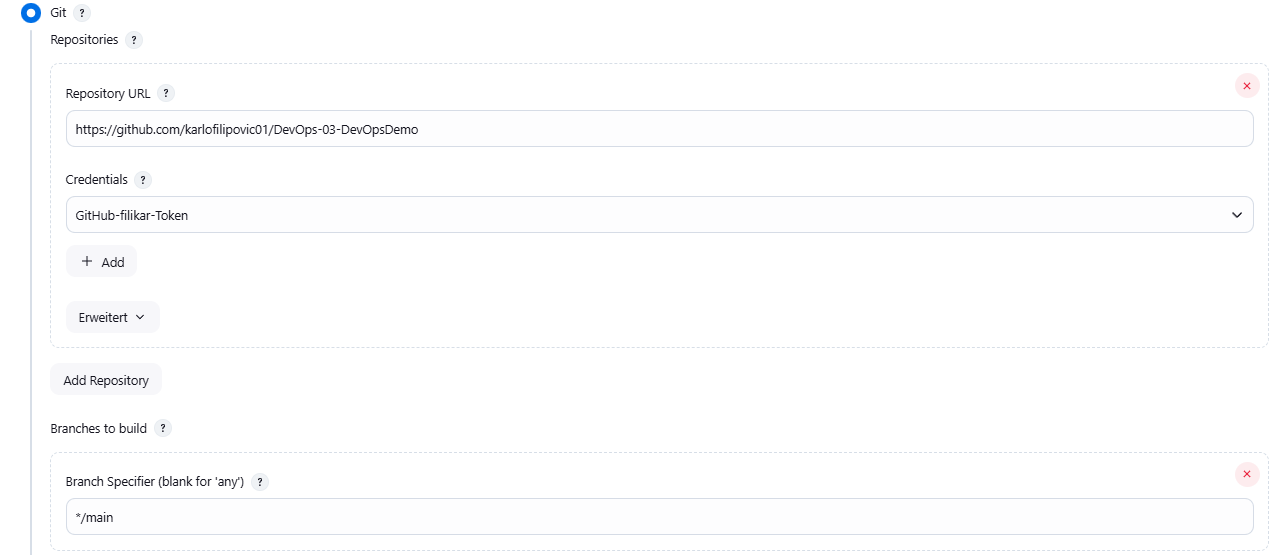 Git ?
Repositories ?
Repository URL ?
https://github.com/karlofilipovic01/DevOps-03-DevOpsDemo
Credentials ?
GitHub-filikar-Token
+ Add
Erweitert
Add Repository
Branches to build ?
Branch Specifier (blank for 'any') ?
*/main